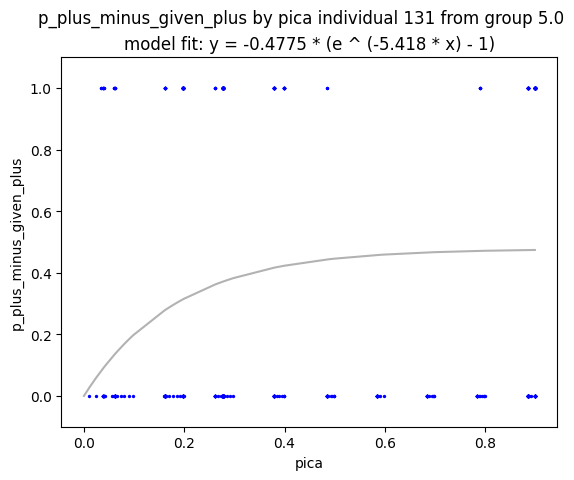 p_plus_minus_given_plus by pica individual 131 from group 5.0
model fit: y = -0.4775 * (e ^ (-5.418 * x) - 1)
1.0
0.8
0.6
0.4
0.2
0.0
p_plus_minus_given_plus
0.0 0.2 0.4 0.6 0.8
pica